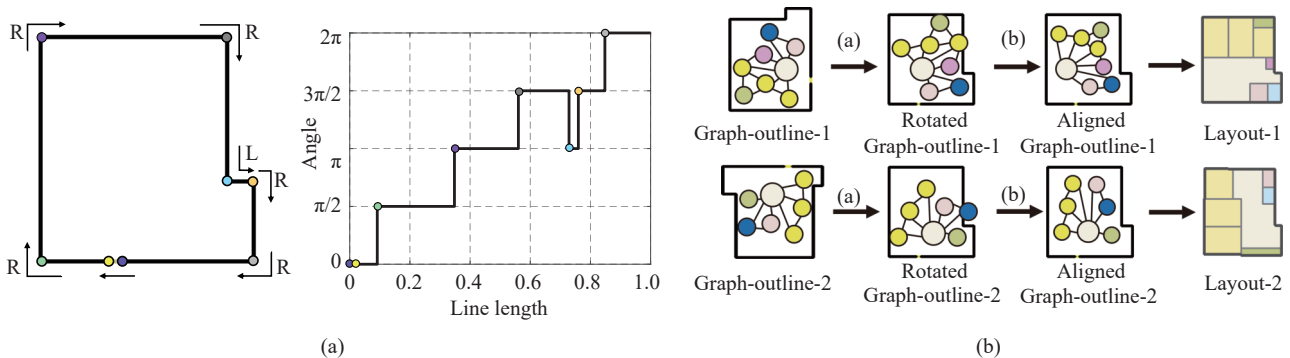 R
R
L
R
R
R
Angle
2π
3π/2
π
π/2
0
0
0.2
0.4
0.6
0.8
1.0
Line length
(a)
(a)
(b)
Graph-outline-1
Rotated
Graph-outline-1
Aligned
Graph-outline-1
Layout-1
(a)
(b)
Graph-outline-2
Rotated
Graph-outline-2
Aligned
Graph-outline-2
Layout-2
(b)